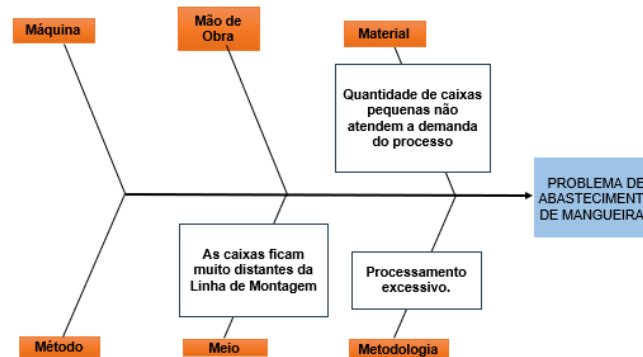 Máquina
Mão de
Obra
Material
Quantidade de caixas
pequenas não
atendem a demanda
do processo
PROBLEMA DE
ABASTECIMENT
DE MANGUEIRA
As caixas ficam
muito distantes da
Linha de Montagem
Processamento
excessivo.
Método
Meio
Metodologia